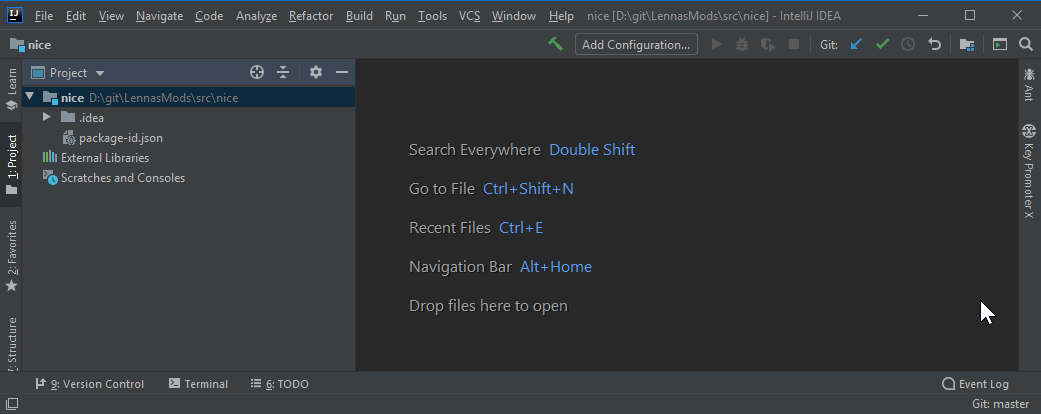 IJ File Edit View Navigate Code Analyze Refactor Build Run Tools VCS Window Help nice [D:\git\LennasMods\src\nice] - IntelliJ IDEA
nice
Add Configuration... Git:
Learn
Project
nice D:\git\LennasMods\src\nice
.idea
package-id.json
External Libraries
Scratches and Consoles
1: Project
2: Favorites
Structure
Search Everywhere Double Shift
Go to File Ctrl+Shift+N
Recent Files Ctrl+E
Navigation Bar Alt+Home
Drop files here to open
Ant
Key Promoter X
9: Version Control Terminal 6: TODO Event Log
Git: master